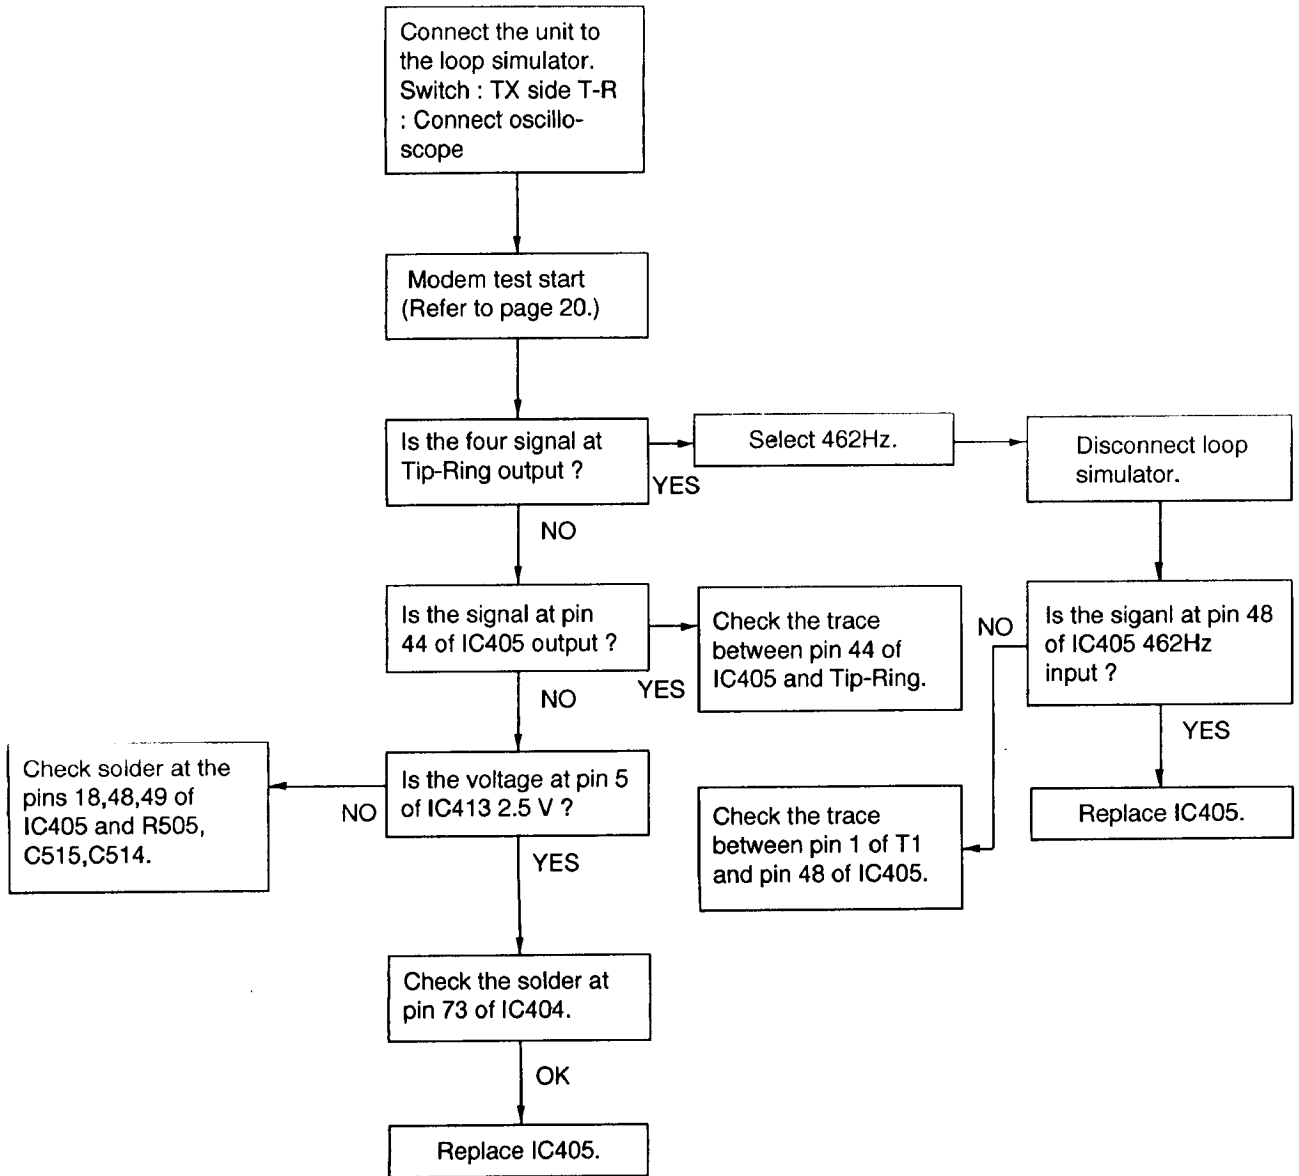 Connect the unit to
the loop simulator.
Switch : TX side T-R
: Connect oscillo-
scope
Modem test start
(Refer to page 20.)
Is the four signal at
Tip-Ring output ?
YES
Select 462Hz.
Disconnect loop
simulator.
NO
Is the signal at pin
44 of IC405 output ?
YES
Check the trace
between pin 44 of
IC405 and Tip-Ring.
NO
Is the siganl at pin 48
of IC405 462Hz
input ?
NO
YES
Check solder at the
pins 18,48,49 of
IC405 and R505,
C515,C514.
NO
Is the voltage at pin 5
of IC413 2.5 V ?
Check the trace
between pin 1 of T1
and pin 48 of IC405.
Replace IC405.
YES
Check the solder at
pin 73 of IC404.
OK
Replace IC405.